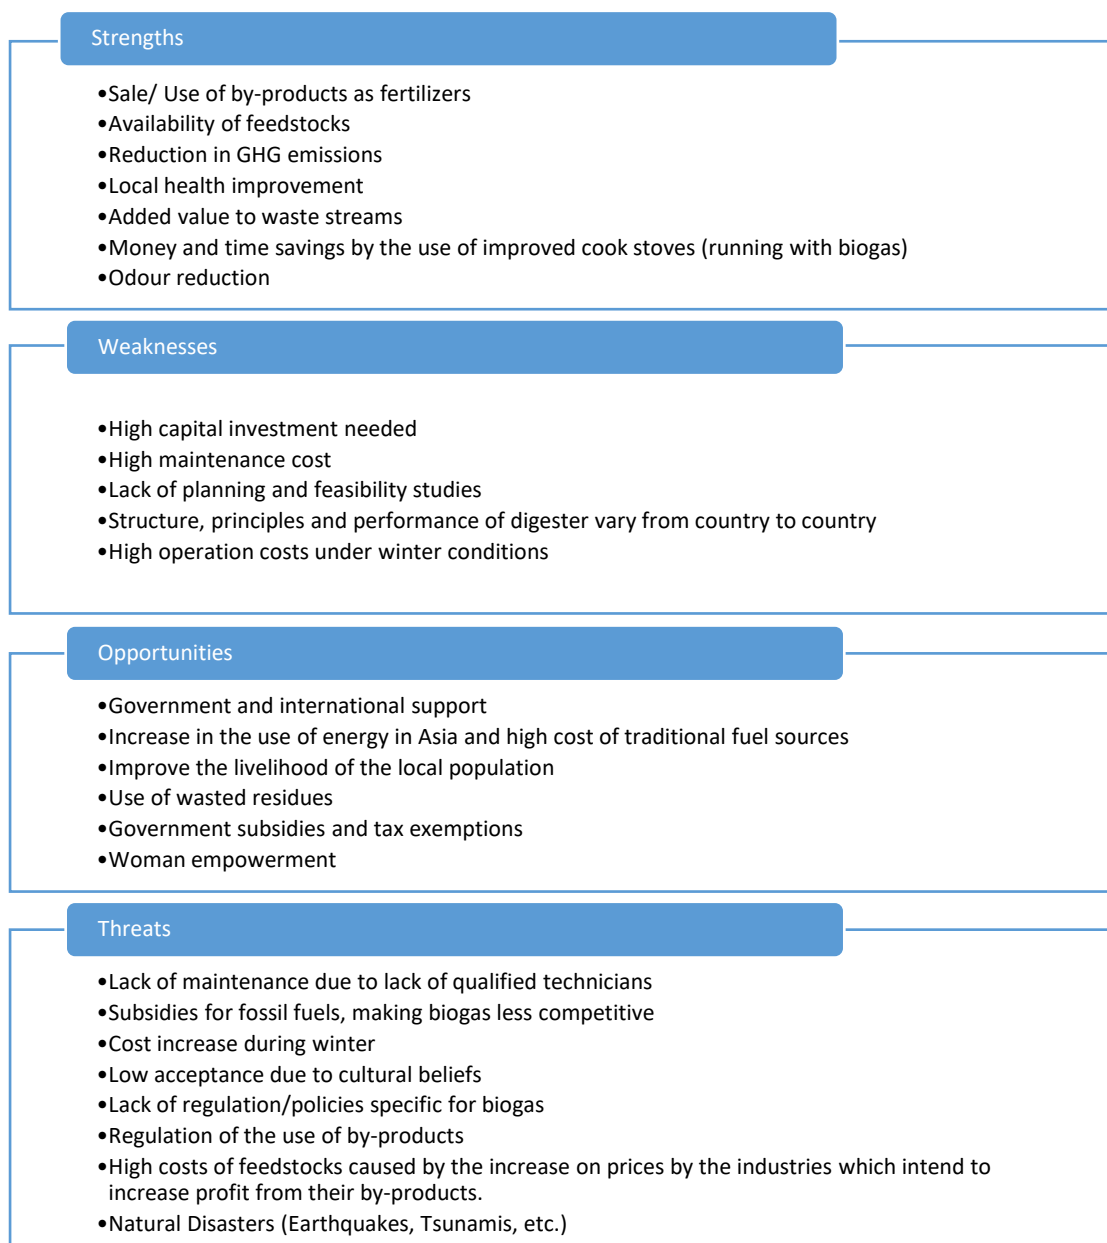 Strengths
•Sale/ Use of by-products as fertilizers
•Availability of feedstocks
•Reduction in GHG emissions
•Local health improvement
•Added value to waste streams
•Money and time savings by the use of improved cook stoves (running with biogas)
•Odour reduction
Weaknesses
•High capital investment needed
•High maintenance cost
•Lack of planning and feasibility studies
•Structure, principles and performance of digester vary from country to country
•High operation costs under winter conditions
Opportunities
•Government and international support
•Increase in the use of energy in Asia and high cost of traditional fuel sources
•Improve the livelihood of the local population
•Use of wasted residues
•Government subsidies and tax exemptions
•Woman empowerment
Threats
•Lack of maintenance due to lack of qualified technicians
•Subsidies for fossil fuels, making biogas less competitive
•Cost increase during winter
•Low acceptance due to cultural beliefs
•Lack of regulation/policies specific for biogas
•Regulation of the use of by-products
•High costs of feedstocks caused by the increase on prices by the industries which intend to
increase profit from their by-products.
•Natural Disasters (Earthquakes, Tsunamis, etc.)